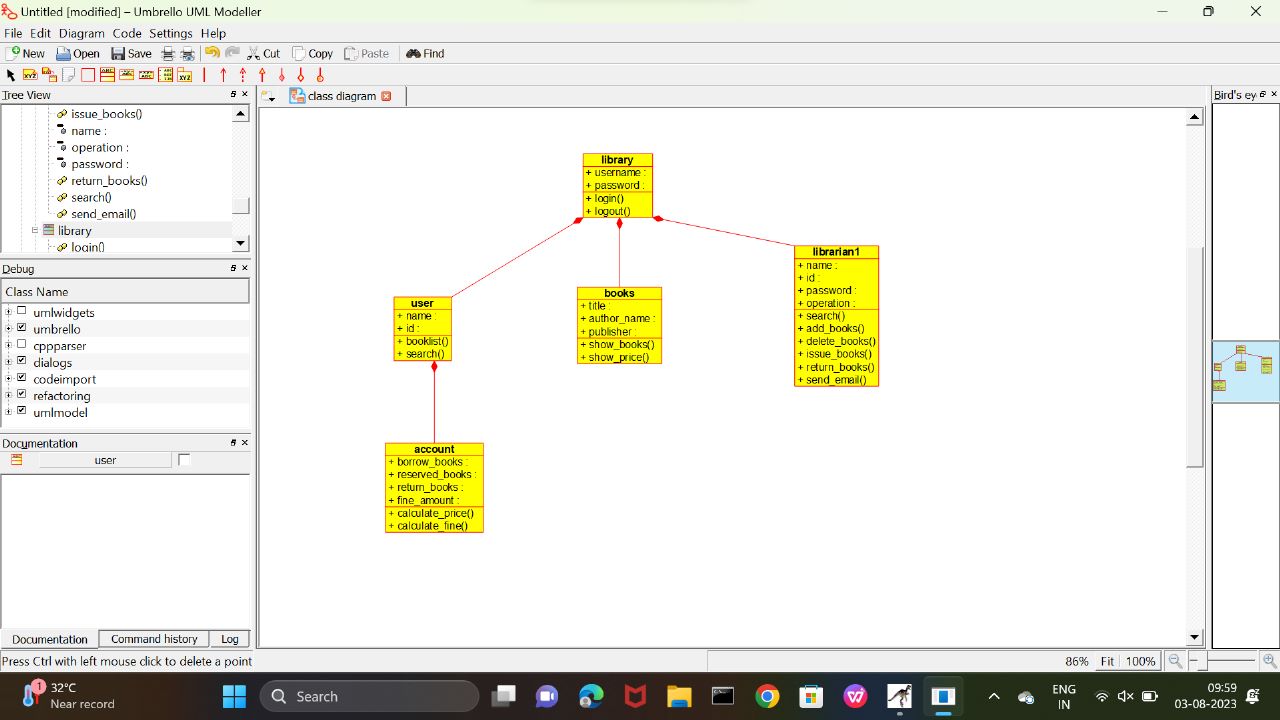 Untitled [modified] – Umbrello UML Modeller
File Edit Diagram Code Settings Help
New Open Save Cut Copy Paste Find
Tree View
issue_books()
name :
operation :
password :
return_books()
search()
send_email()
library
login()
Debug
Class Name
umlwidgets
umbrello
cppparser
dialogs
codeimport
refactoring
umlmodel
Documentation
user
Documentation Command history Log
Press Ctrl with left mouse click to delete a point
class diagram
library
+ username :
+ password :
+ login()
+ logout()
user
+ name :
+ id :
+ booklist()
+ search()
books
+ title :
+ author_name :
+ publisher :
+ show_books()
+ show_price()
librarian1
+ name :
+ id :
+ password :
+ operation :
+ search()
+ add_books()
+ delete_books()
+ issue_books()
+ return_books()
+ send_email()
account
+ borrow_books :
+ reserved_books :
+ return_books :
+ fine_amount :
+ calculate_price()
+ calculate_fine()
Bird's ey
86% Fit 100%
1
32°C
Near record
Search
ENG
IN
09:59
03-08-2023